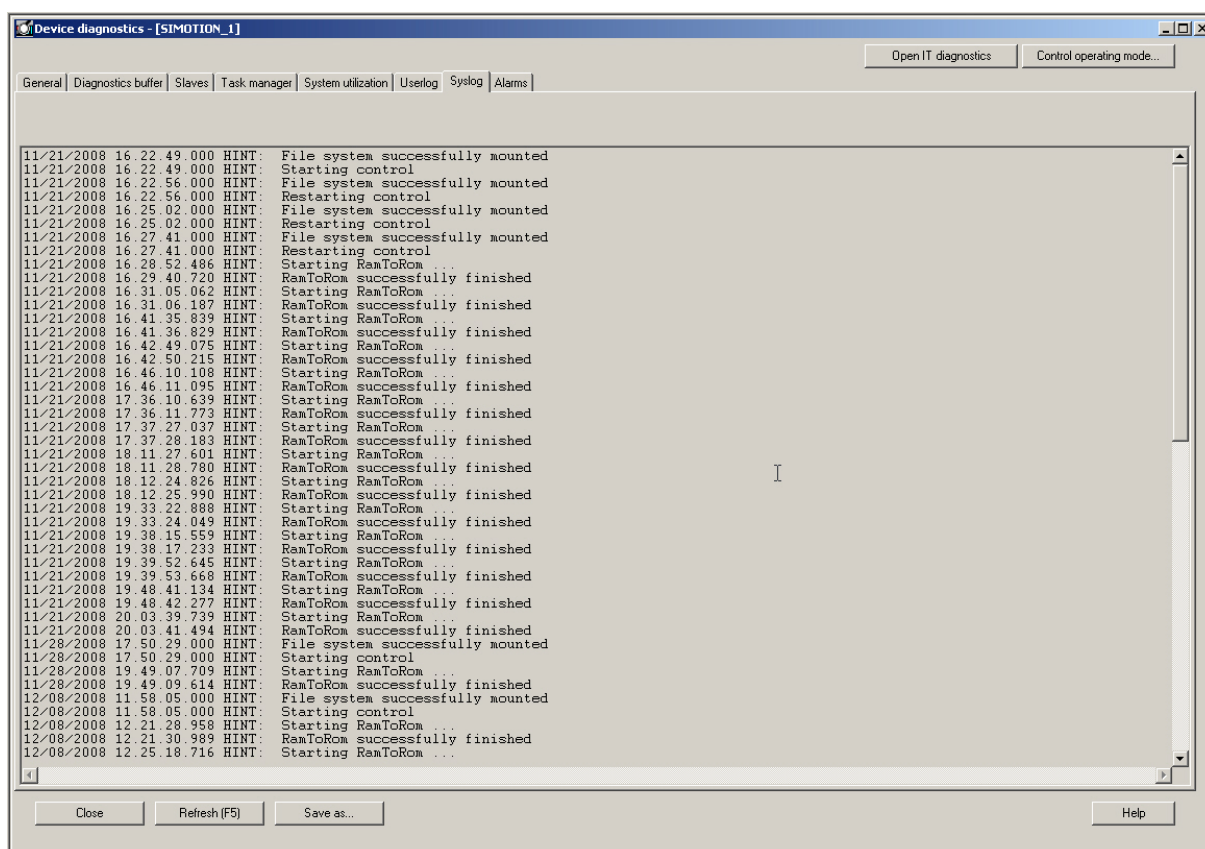 Device diagnostics - [SIMOTION_1]
Open IT diagnostics Control operating mode...
General Diagnostics buffer Slaves Task manager System utilization Userlog Syslog Alarms
11/21/2008 16.22.49.000 HINT: File system successfully mounted
11/21/2008 16.22.49.000 HINT: Starting control
11/21/2008 16.22.56.000 HINT: File system successfully mounted
11/21/2008 16.22.56.000 HINT: Restarting control
11/21/2008 16.25.02.000 HINT: File system successfully mounted
11/21/2008 16.25.02.000 HINT: Restarting control
11/21/2008 16.27.41.000 HINT: File system successfully mounted
11/21/2008 16.27.41.000 HINT: Restarting control
11/21/2008 16.28.52.486 HINT: Starting RamToRom ...
11/21/2008 16.29.40.720 HINT: RamToRom successfully finished
11/21/2008 16.31.05.062 HINT: Starting RamToRom ...
11/21/2008 16.31.06.187 HINT: RamToRom successfully finished
11/21/2008 16.41.35.839 HINT: Starting RamToRom ...
11/21/2008 16.41.36.829 HINT: RamToRom successfully finished
11/21/2008 16.42.49.075 HINT: Starting RamToRom ...
11/21/2008 16.42.50.215 HINT: RamToRom successfully finished
11/21/2008 16.46.10.108 HINT: Starting RamToRom ...
11/21/2008 16.46.11.095 HINT: RamToRom successfully finished
11/21/2008 17.36.10.639 HINT: Starting RamToRom ...
11/21/2008 17.36.11.773 HINT: RamToRom successfully finished
11/21/2008 17.37.27.037 HINT: Starting RamToRom ...
11/21/2008 17.37.28.183 HINT: RamToRom successfully finished
11/21/2008 18.11.27.601 HINT: Starting RamToRom ...
11/21/2008 18.11.28.780 HINT: RamToRom successfully finished
11/21/2008 18.12.24.826 HINT: Starting RamToRom ...
11/21/2008 18.12.25.990 HINT: RamToRom successfully finished
11/21/2008 19.33.22.888 HINT: Starting RamToRom ...
11/21/2008 19.33.24.049 HINT: RamToRom successfully finished
11/21/2008 19.38.15.559 HINT: Starting RamToRom ...
11/21/2008 19.38.17.233 HINT: RamToRom successfully finished
11/21/2008 19.39.52.645 HINT: Starting RamToRom ...
11/21/2008 19.39.53.668 HINT: RamToRom successfully finished
11/21/2008 19.48.41.134 HINT: Starting RamToRom ...
11/21/2008 19.48.42.277 HINT: RamToRom successfully finished
11/21/2008 20.03.39.739 HINT: Starting RamToRom ...
11/21/2008 20.03.41.494 HINT: RamToRom successfully finished
11/28/2008 17.50.29.000 HINT: File system successfully mounted
11/28/2008 17.50.29.000 HINT: Starting control
11/28/2008 19.49.07.709 HINT: Starting RamToRom ...
11/28/2008 19.49.09.614 HINT: RamToRom successfully finished
12/08/2008 11.58.05.000 HINT: File system successfully mounted
12/08/2008 11.58.05.000 HINT: Starting control
12/08/2008 12.21.28.958 HINT: Starting RamToRom ...
12/08/2008 12.21.30.989 HINT: RamToRom successfully finished
12/08/2008 12.25.18.716 HINT: Starting RamToRom ...
Close Refresh (F5) Save as... Help